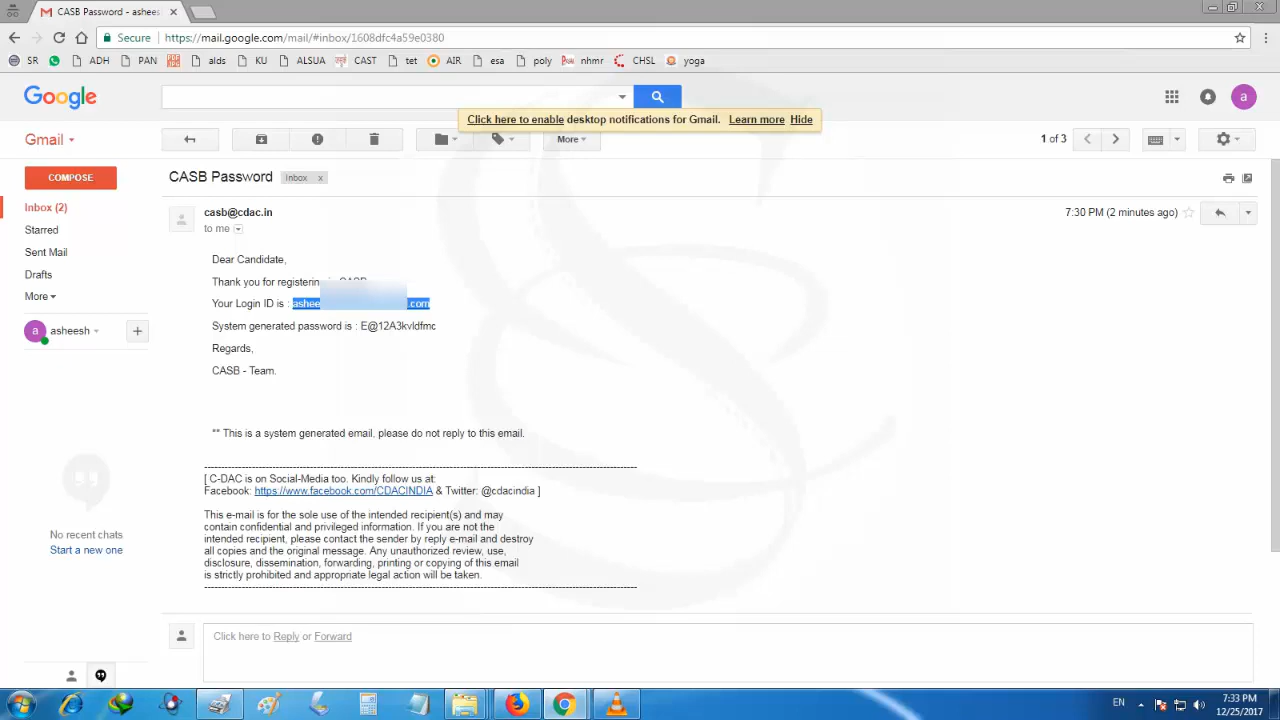 CASB Password - ashees
Secure https://mail.google.com/mail/#inbox/1608dfc4a59e0380
SR ADH PAN aids KU ALSUA CAST tet AIR esa poly nhmr CHSL yoga
Google
Click here to enable desktop notifications for Gmail. Learn more Hide
Gmail
More
1 of 3
COMPOSE
CASB Password Inbox x
Inbox (2)
Starred
Sent Mail
Drafts
More
asheesh
casb@cdac.in
7:30 PM (2 minutes ago)
to me
Dear Candidate,
Thank you for registering in CASB
Your Login ID is : ashee .com
System generated password is : E@12A3kvldfmc
Regards,
CASB - Team.
** This is a system generated email, please do not reply to this email.
-------------------------------------------------------------------------------------------------------------------------------
[ C-DAC is on Social-Media too. Kindly follow us at:
Facebook: https://www.facebook.com/CDACINDIA & Twitter: @cdacindia ]
This e-mail is for the sole use of the intended recipient(s) and may
contain confidential and privileged information. If you are not the
intended recipient, please contact the sender by reply e-mail and destroy
all copies and the original message. Any unauthorized review, use,
disclosure, dissemination, forwarding, printing or copying of this email
is strictly prohibited and appropriate legal action will be taken.
-------------------------------------------------------------------------------------------------------------------------------
No recent chats
Start a new one
Click here to Reply or Forward
EN
7:33 PM
12/25/2017